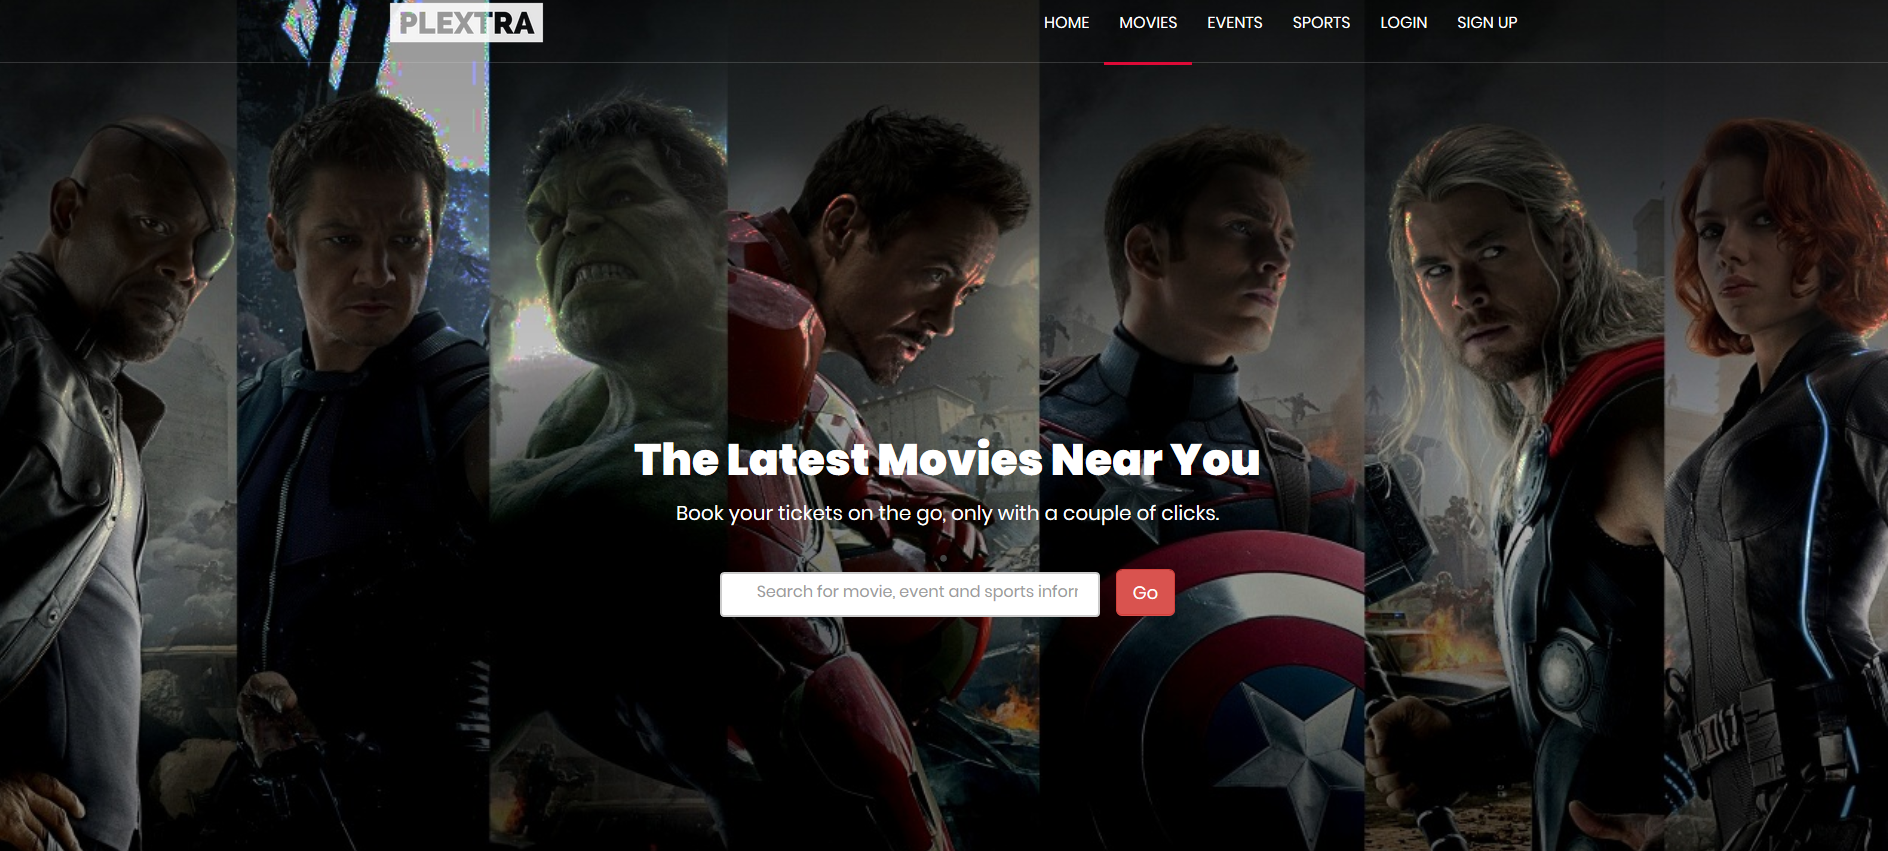 PLEXTRA
HOME MOVIES EVENTS SPORTS LOGIN SIGN UP
The Latest Movies Near You
Book your tickets on the go, only with a couple of clicks.
Search for movie, event and sports infor
Go